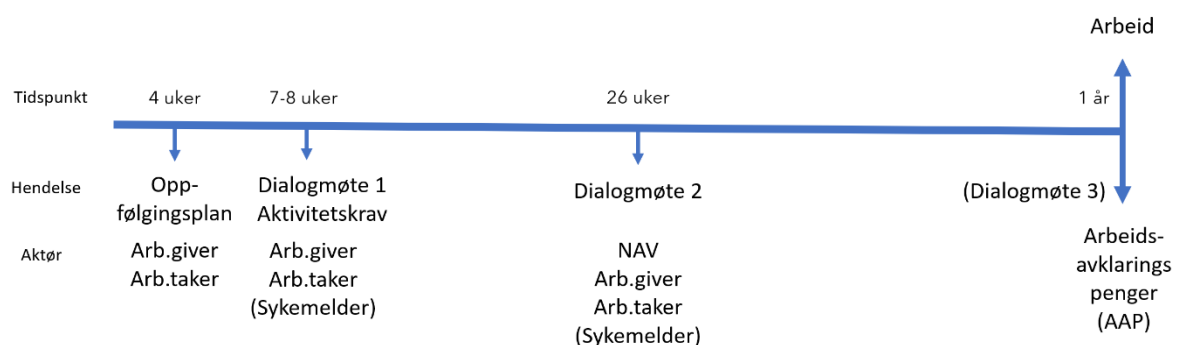 Arbeid
Tidspunkt 4 uker 7-8 uker 26 uker 1 år
Hendelse Opp- Dialogmøte 1 Dialogmøte 2 (Dialogmøte 3)
følgingsplan Aktivitetskrav
Aktør Arb.giver Arb.giver NAV Arbeids-
Arb.taker Arb.taker Arb.giver avklarings
(Sykemelder) Arb.taker penger
(Sykemelder) (AAP)